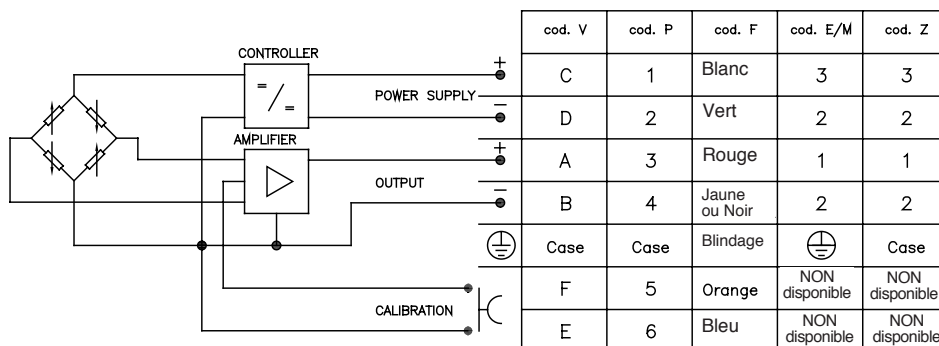 cod. V cod. P cod. F cod. E/M cod. Z
CONTROLLER
= / =
POWER SUPPLY
+ C 1 Blanc 3 3
− D 2 Vert 2 2
AMPLIFIER
OUTPUT
+ A 3 Rouge 1 1
− B 4 Jaune ou Noir 2 2
Case Case Blindage Case
CALIBRATION
F 5 Orange NON disponible NON disponible
E 6 Bleu NON disponible NON disponible